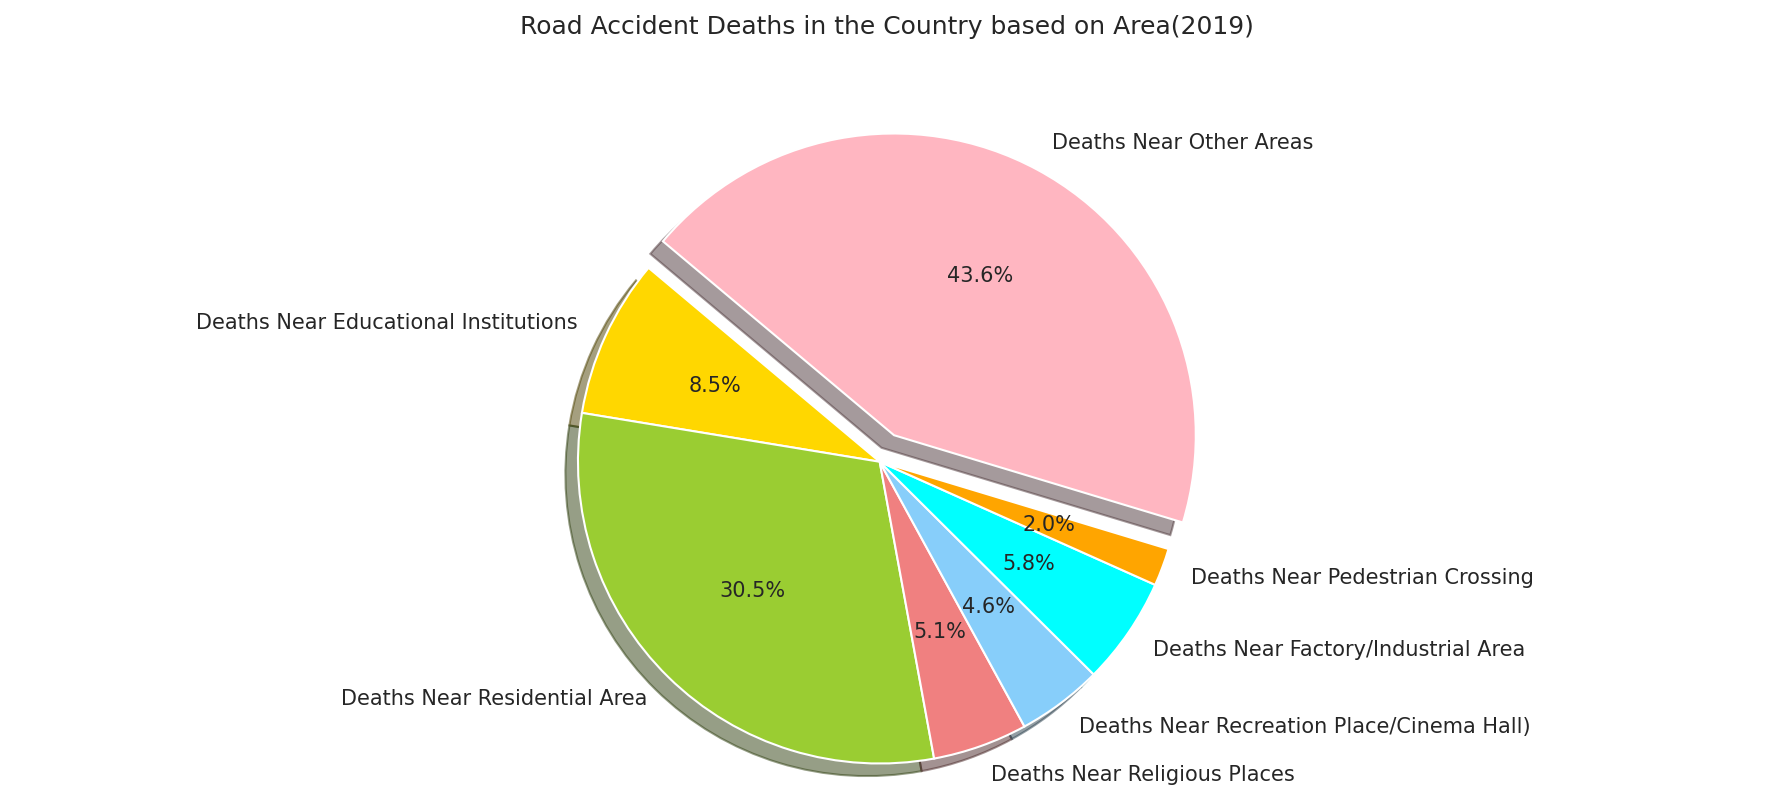 Road Accident Deaths in the Country based on Area(2019)
Deaths Near Other Areas
43.6%
Deaths Near Educational Institutions
8.5%
30.5%
Deaths Near Residential Area
5.1%
Deaths Near Religious Places
4.6%
Deaths Near Recreation Place/Cinema Hall)
5.8%
Deaths Near Factory/Industrial Area
2.0%
Deaths Near Pedestrian Crossing